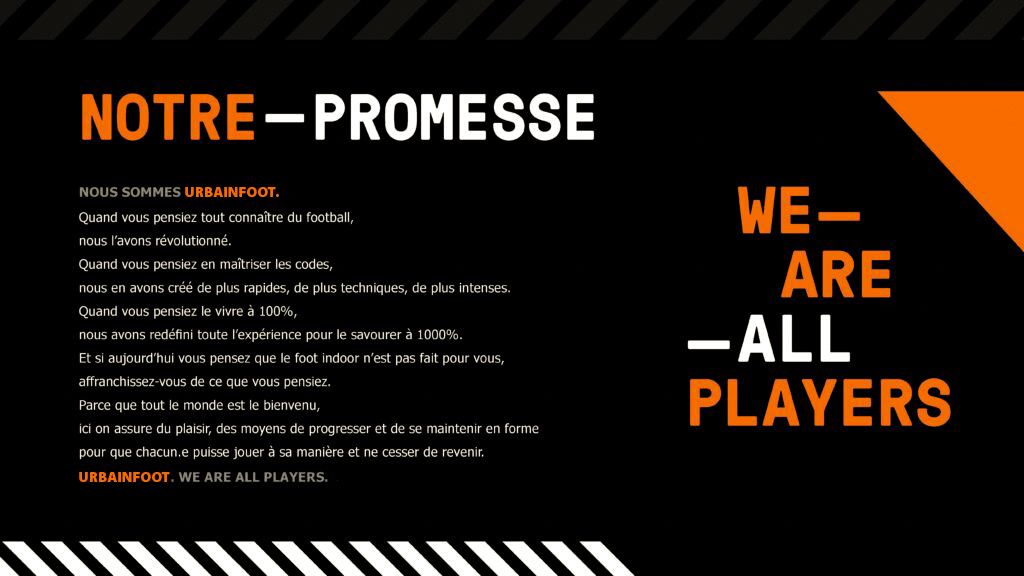 NOTRE—PROMESSE
NOUS SOMMES URBAINFOOT.
Quand vous pensiez tout connaître du football,
nous l’avons révolutionné.
Quand vous pensiez en maîtriser les codes,
nous en avons créé de plus rapides, de plus techniques, de plus intenses.
Quand vous pensiez le vivre à 100%,
nous avons redéfini toute l’expérience pour le savourer à 1000%.
Et si aujourd’hui vous pensez que le foot indoor n’est pas fait pour vous,
affranchissez-vous de ce que vous pensiez.
Parce que tout le monde est le bienvenu,
ici on assure du plaisir, des moyens de progresser et de se maintenir en forme
pour que chacun.e puisse jouer à sa manière et ne cesser de revenir.
URBAINFOOT. WE ARE ALL PLAYERS.
WE—
ARE
—ALL
PLAYERS